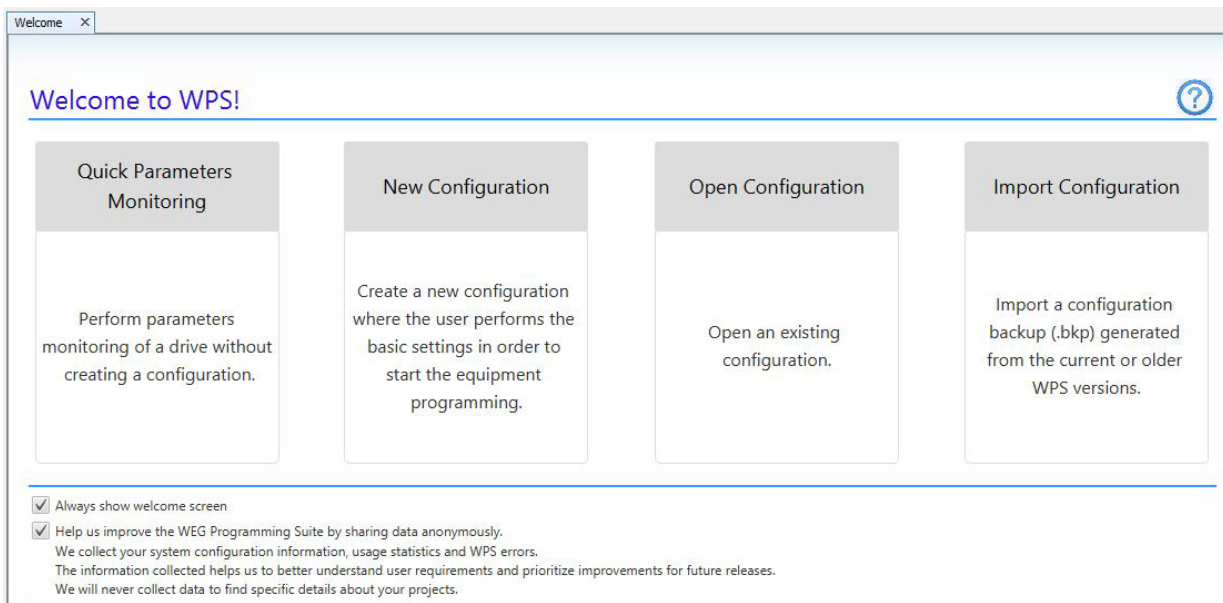 Welcome X
Welcome to WPS!
?
Quick Parameters
Monitoring
Perform parameters
monitoring of a drive without
creating a configuration.
New Configuration
Create a new configuration
where the user performs the
basic settings in order to
start the equipment
programming.
Open Configuration
Open an existing
configuration.
Import Configuration
Import a configuration
backup (.bkp) generated
from the current or older
WPS versions.
Always show welcome screen
Help us improve the WEG Programming Suite by sharing data anonymously.
We collect your system configuration information, usage statistics and WPS errors.
The information collected helps us to better understand user requirements and prioritize improvements for future releases.
We will never collect data to find specific details about your projects.